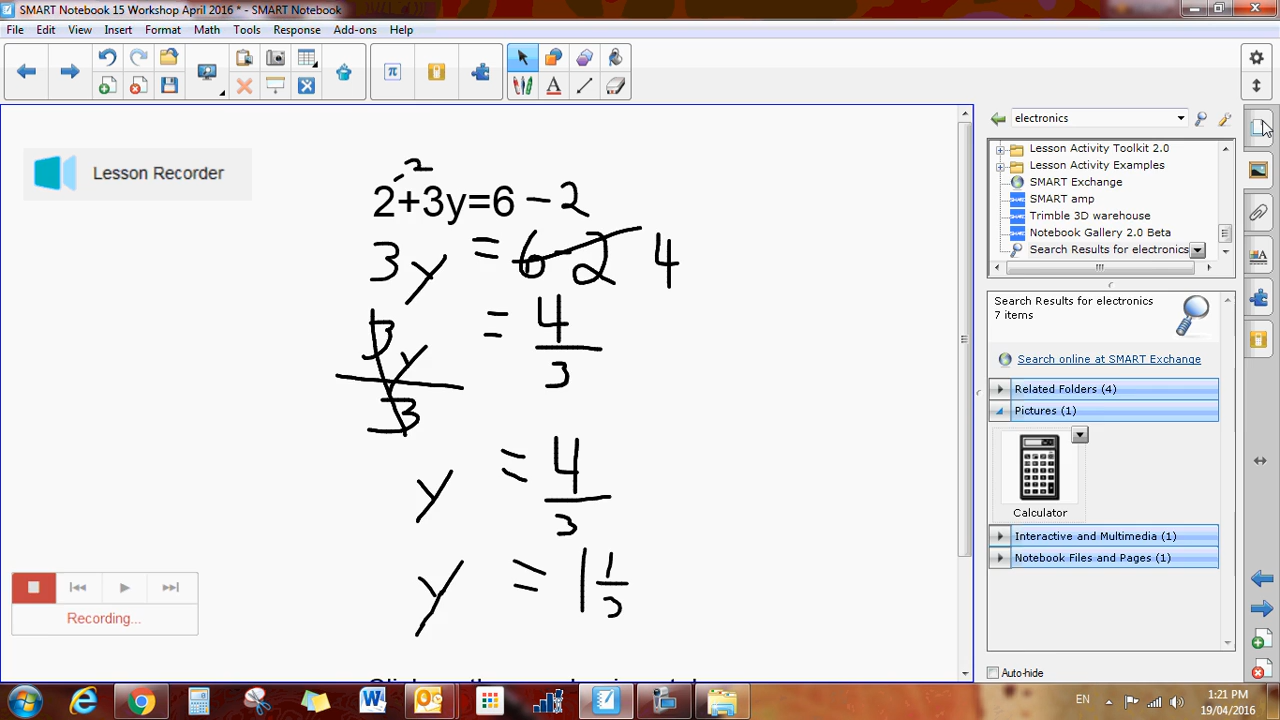 SMART Notebook 15 Workshop April 2016 * - SMART Notebook
File Edit View Insert Format Math Tools Response Help
electronics
Lesson Activity Toolkit 2.0
Lesson Activity Examples
SMART Exchange
SMART amp
Trimble 3D warehouse
Notebook Gallery 2.0 Beta
Search Results for electronics
Search Results for electronics
7 items
Search online at SMART Exchange
Related Folders (4)
Pictures (1)
Calculator
Interactive and Multimedia (1)
Notebook Files and Pages (1)
Auto-hide
Lesson Recorder
-2
2+3y=6 - 2
3y = 6 - 2 4
3y/3 = 4/3
y = 4/3
y = 1 1/3
Recording...
EN
1:21 PM
19/04/2016